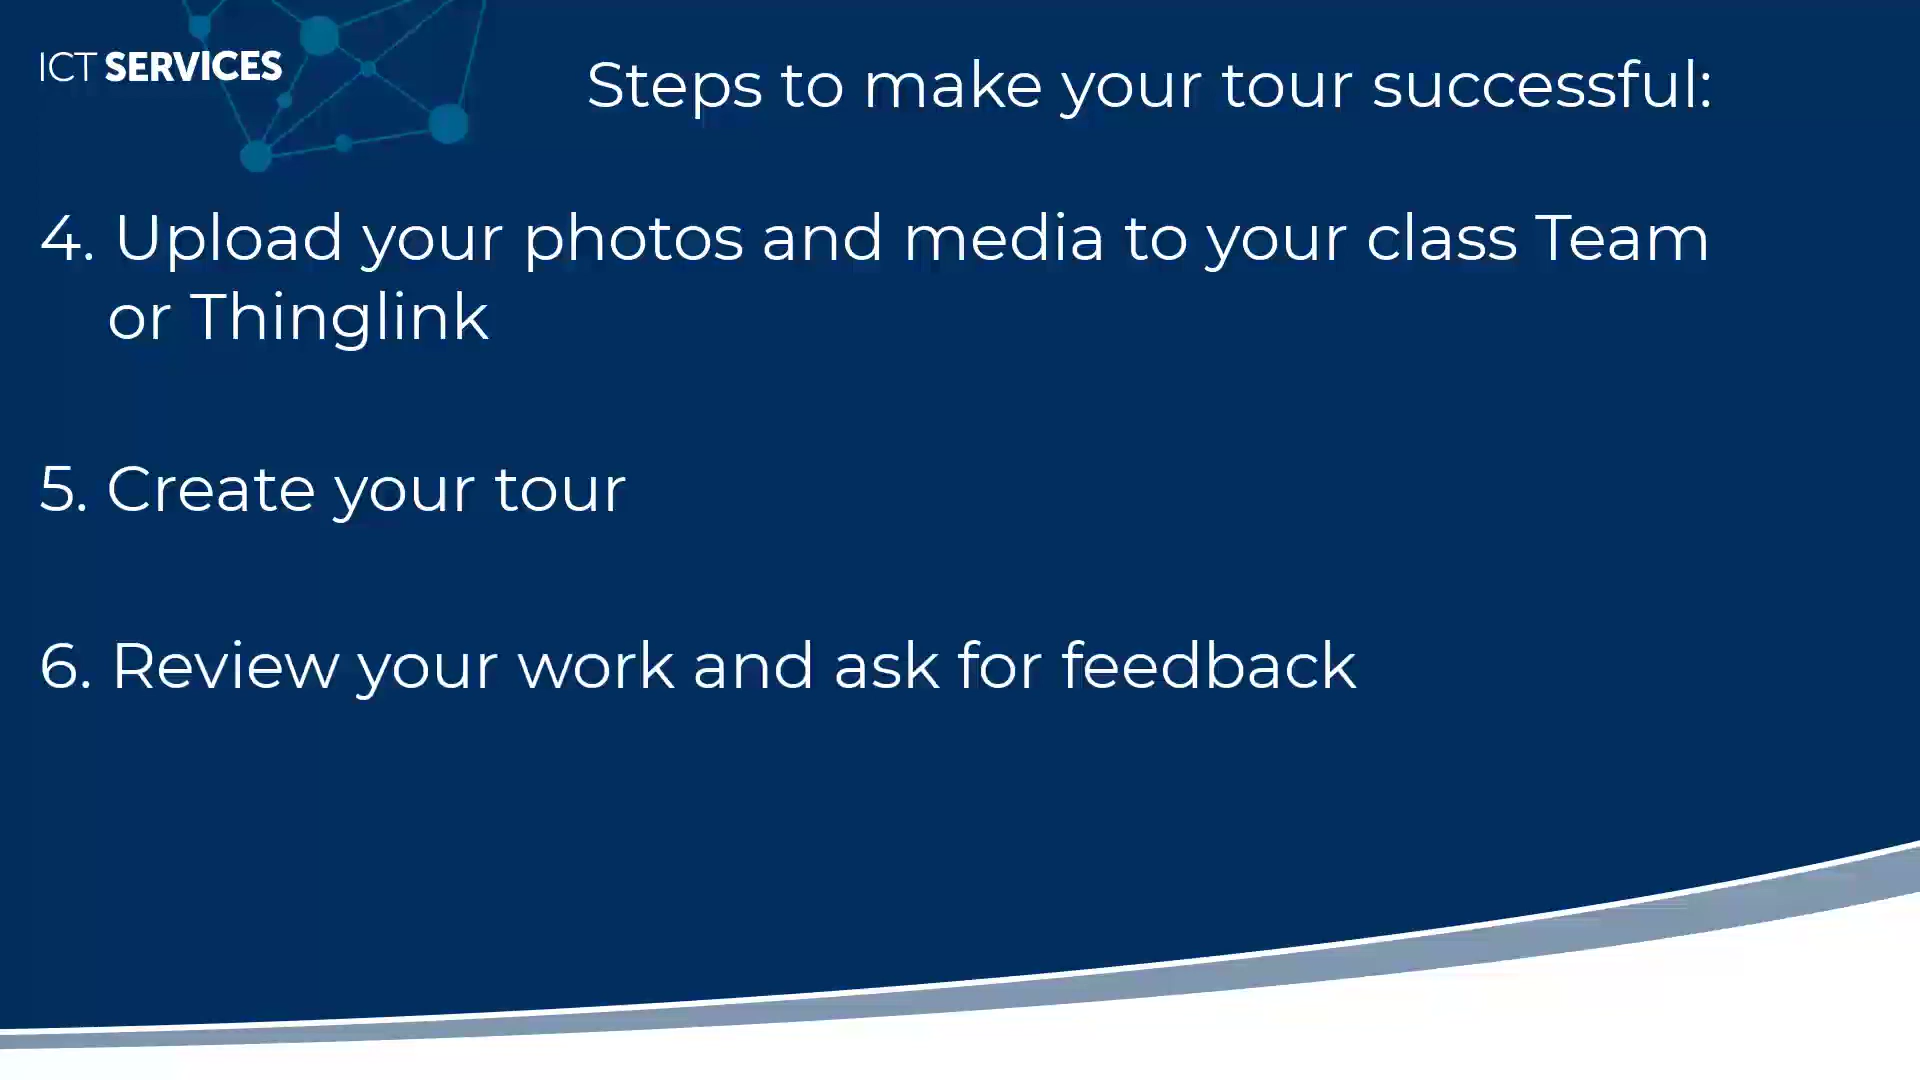 ICT SERVICES
Steps to make your tour successful:
4. Upload your photos and media to your class Team
or Thinglink
5. Create your tour
6. Review your work and ask for feedback